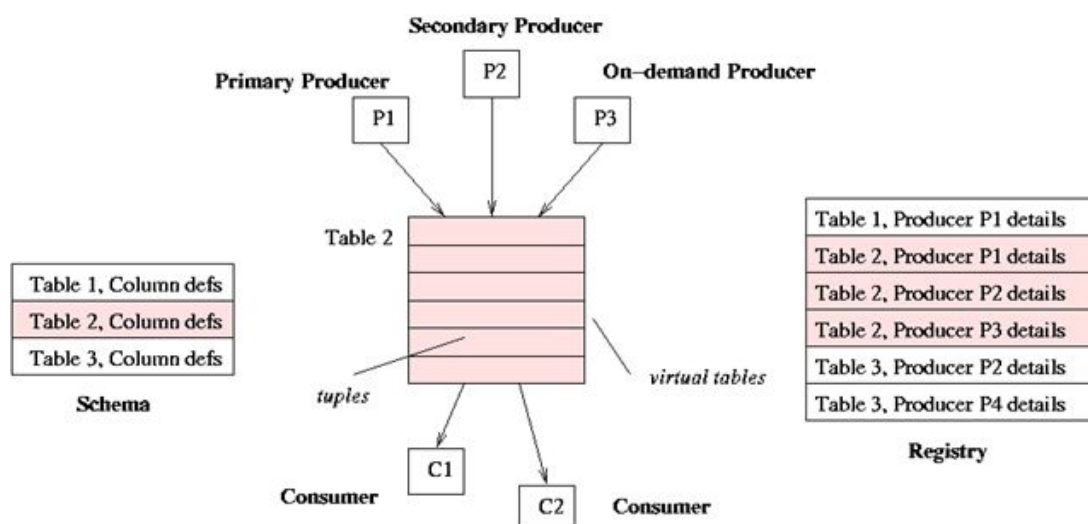 Secondary Producer
P2
On-demand Producer
Primary Producer
P1
P3
Table 2
Table 1, Column defs
Table 2, Column defs
Table 3, Column defs
Schema
tuples
virtual tables
Table 1, Producer P1 details
Table 2, Producer P1 details
Table 2, Producer P2 details
Table 2, Producer P3 details
Table 3, Producer P2 details
Table 3, Producer P4 details
Registry
C1
Consumer
C2
Consumer